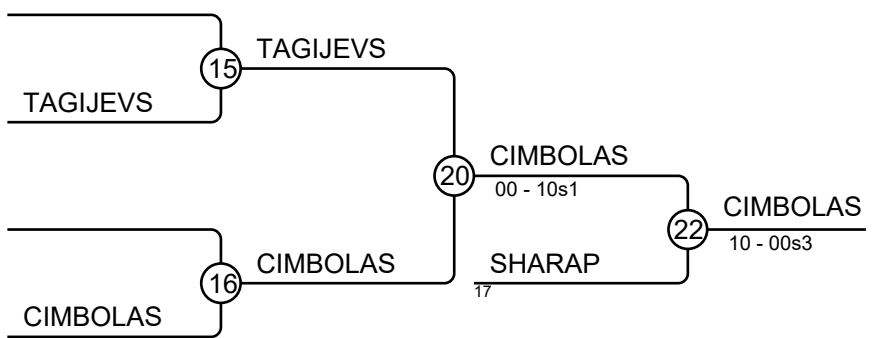 TAGIJEVS
15
TAGIJEVS
CIMBOLAS
20
00 - 10s1
CIMBOLAS
22
10 - 00s3
CIMBOLAS
16
SHARAP
17
CIMBOLAS